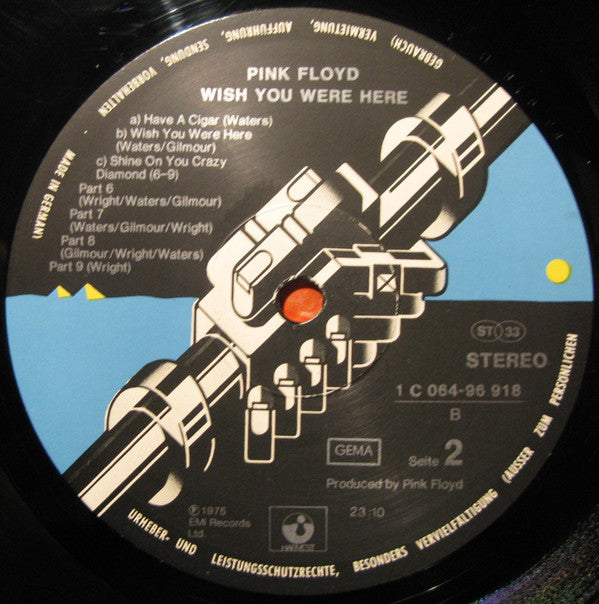 PINK FLOYD
WISH YOU WERE HERE
a) Have A Cigar (Waters)
b) Wish You Were Here
(Waters/Gilmour)
c) Shine On You Crazy
Diamond (6-9)
Part 6
(Wright/Waters/Gilmour)
Part 7
(Waters/Gilmour/Wright)
Part 8
(Gilmour/Wright/Waters)
Part 9 (Wright)
ST 33
STEREO
1 C 064-96 918
B
GEMA
Seite 2
Produced by Pink Floyd
℗ 1975
EMI Records
Ltd.
HARVEST
23:10
URHEBER- UND LEISTUNGSSCHUTZRECHTE, BESONDERS VERVIELFÄLTIGUNG (AUSSER ZUM PERSÖNLICHEN GEBRAUCH) VERMIETUNG, AUFFÜHRUNG, SENDUNG, VORBEHALTEN
MADE IN GERMANY